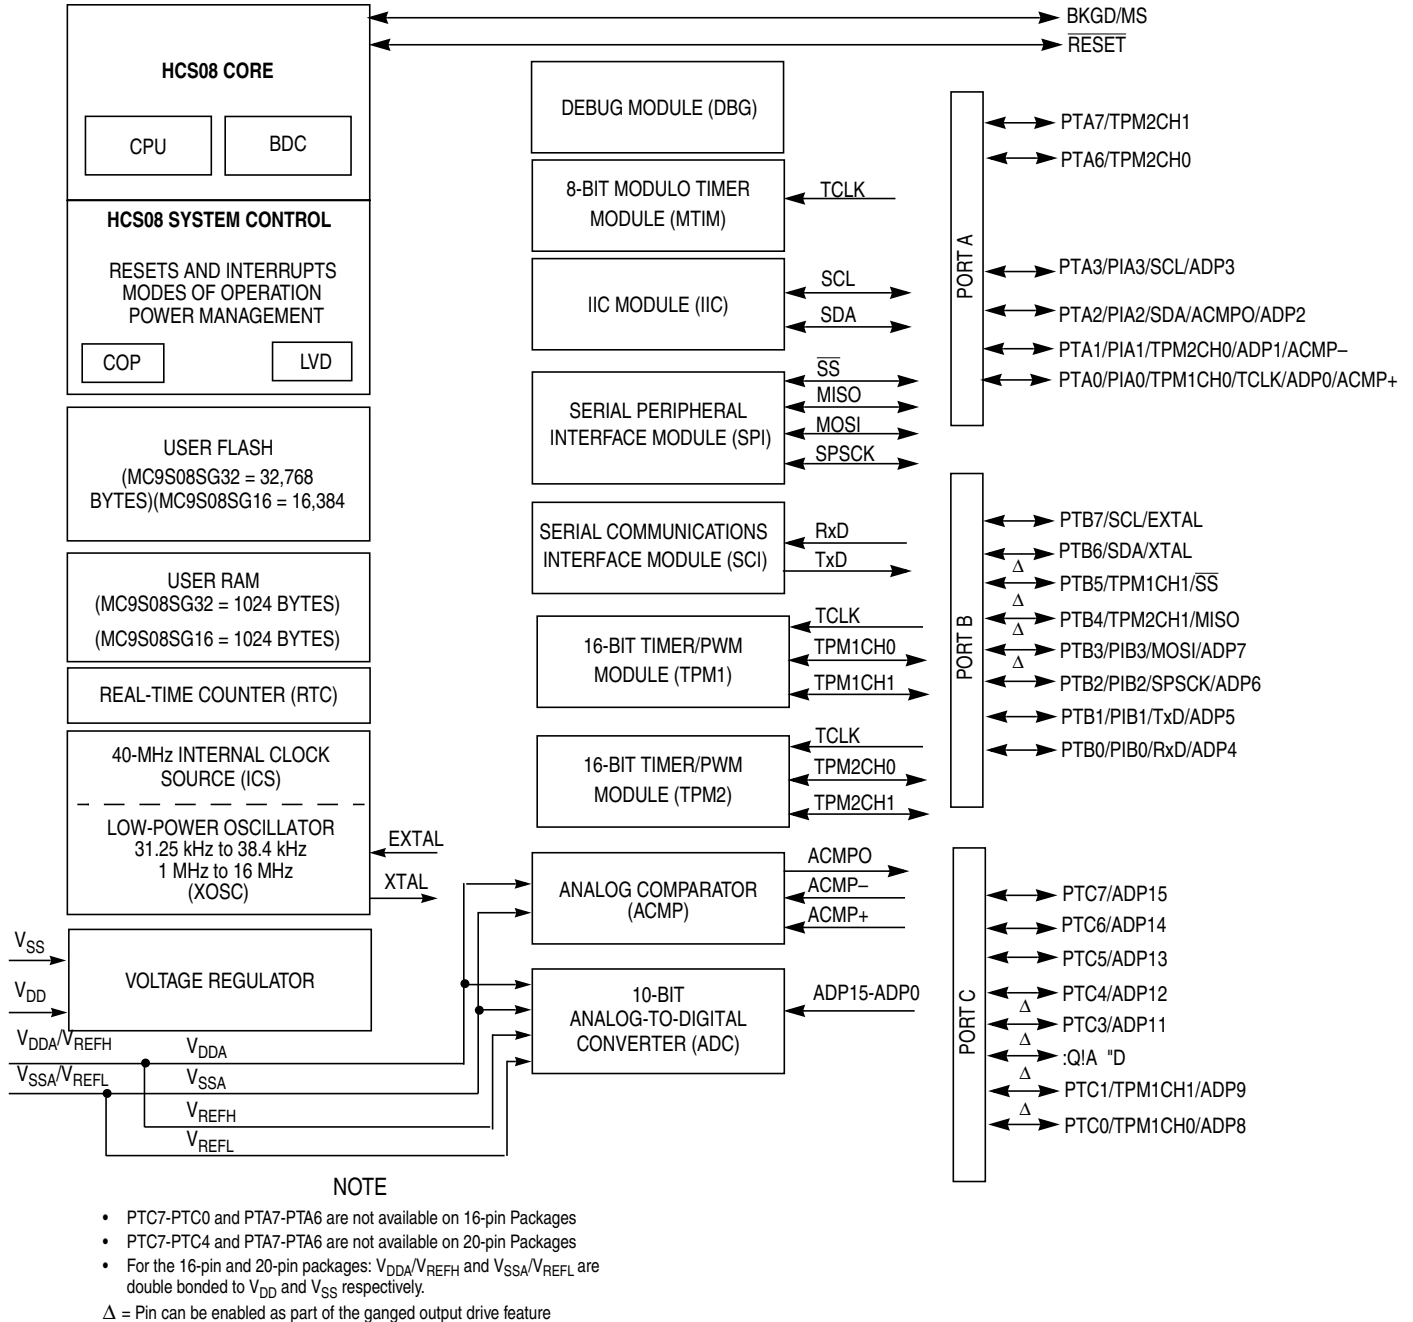 BKGD/MS
RESET
HCS08 CORE
CPU
BDC
HCS08 SYSTEM CONTROL
RESETS AND INTERRUPTS
MODES OF OPERATION
POWER MANAGEMENT
COP
LVD
USER FLASH
(MC9S08SG32 = 32,768
BYTES)(MC9S08SG16 = 16,384
USER RAM
(MC9S08SG32 = 1024 BYTES)
(MC9S08SG16 = 1024 BYTES)
REAL-TIME COUNTER (RTC)
40-MHz INTERNAL CLOCK
SOURCE (ICS)
LOW-POWER OSCILLATOR
31.25 kHz to 38.4 kHz
1 MHz to 16 MHz
(XOSC)
EXTAL
XTAL
VSS
VDD
VOLTAGE REGULATOR
VDDA/VREFH
VSSA/VREFL
VDDA
VSSA
VREFH
VREFL
DEBUG MODULE (DBG)
8-BIT MODULO TIMER
MODULE (MTIM)
TCLK
IIC MODULE (IIC)
SCL
SDA
SERIAL PERIPHERAL
INTERFACE MODULE (SPI)
SS
MISO
MOSI
SPSCK
SERIAL COMMUNICATIONS
INTERFACE MODULE (SCI)
RxD
TxD
16-BIT TIMER/PWM
MODULE (TPM1)
TCLK
TPM1CH0
TPM1CH1
16-BIT TIMER/PWM
MODULE (TPM2)
TCLK
TPM2CH0
TPM2CH1
ANALOG COMPARATOR
(ACMP)
ACMPO
ACMP–
ACMP+
10-BIT
ANALOG-TO-DIGITAL
CONVERTER (ADC)
ADP15-ADP0
PORT A
PTA7/TPM2CH1
PTA6/TPM2CH0
PTA3/PIA3/SCL/ADP3
PTA2/PIA2/SDA/ACMPO/ADP2
PTA1/PIA1/TPM2CH0/ADP1/ACMP–
PTA0/PIA0/TPM1CH0/TCLK/ADP0/ACMP+
PORT B
PTB7/SCL/EXTAL
PTB6/SDA/XTAL
Δ
PTB5/TPM1CH1/SS
Δ
PTB4/TPM2CH1/MISO
Δ
PTB3/PIB3/MOSI/ADP7
Δ
PTB2/PIB2/SPSCK/ADP6
PTB1/PIB1/TxD/ADP5
PTB0/PIB0/RxD/ADP4
PORT C
PTC7/ADP15
PTC6/ADP14
PTC5/ADP13
PTC4/ADP12
Δ
PTC3/ADP11
Δ
:Q!A "D
Δ
PTC1/TPM1CH1/ADP9
Δ
PTC0/TPM1CH0/ADP8
NOTE
• PTC7-PTC0 and PTA7-PTA6 are not available on 16-pin Packages
• PTC7-PTC4 and PTA7-PTA6 are not available on 20-pin Packages
• For the 16-pin and 20-pin packages: VDDA/VREFH and VSSA/VREFL are
double bonded to VDD and VSS respectively.
Δ = Pin can be enabled as part of the ganged output drive feature